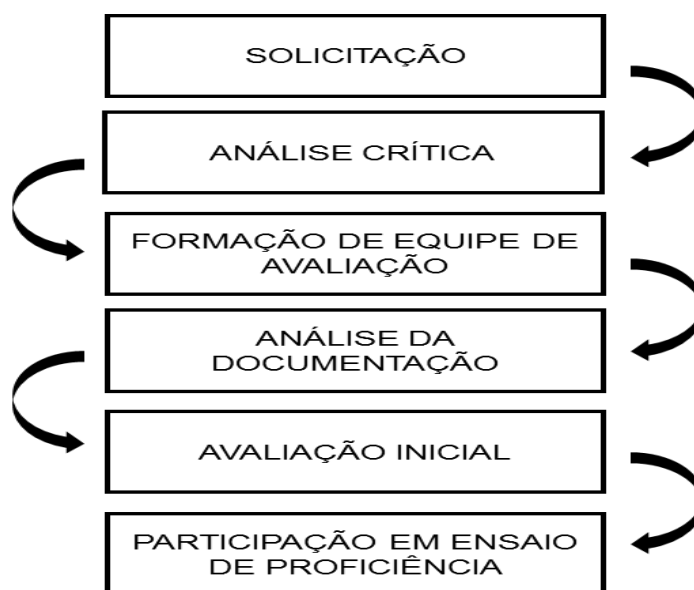 SOLICITAÇÃO
ANÁLISE CRÍTICA
FORMAÇÃO DE EQUIPE DE
AVALIAÇÃO
ANÁLISE DA
DOCUMENTAÇÃO
AVALIAÇÃO INICIAL
PARTICIPAÇÃO EM ENSAIO
DE PROFICIÊNCIA